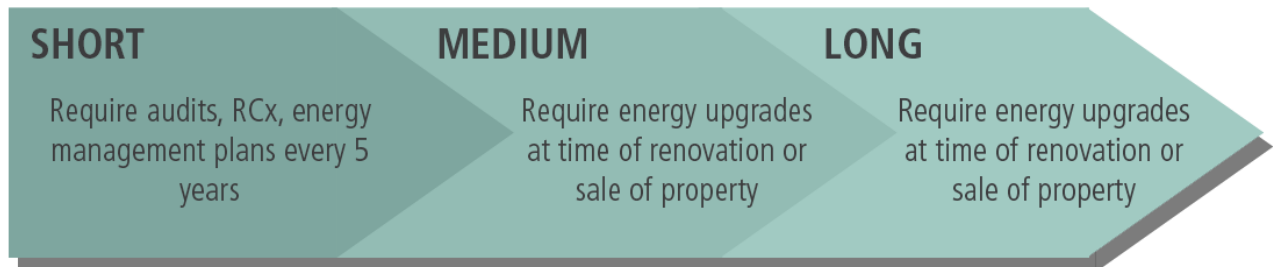 SHORT
Require audits, RCx, energy
management plans every 5
years
MEDIUM
Require energy upgrades
at time of renovation or
sale of property
LONG
Require energy upgrades
at time of renovation or
sale of property